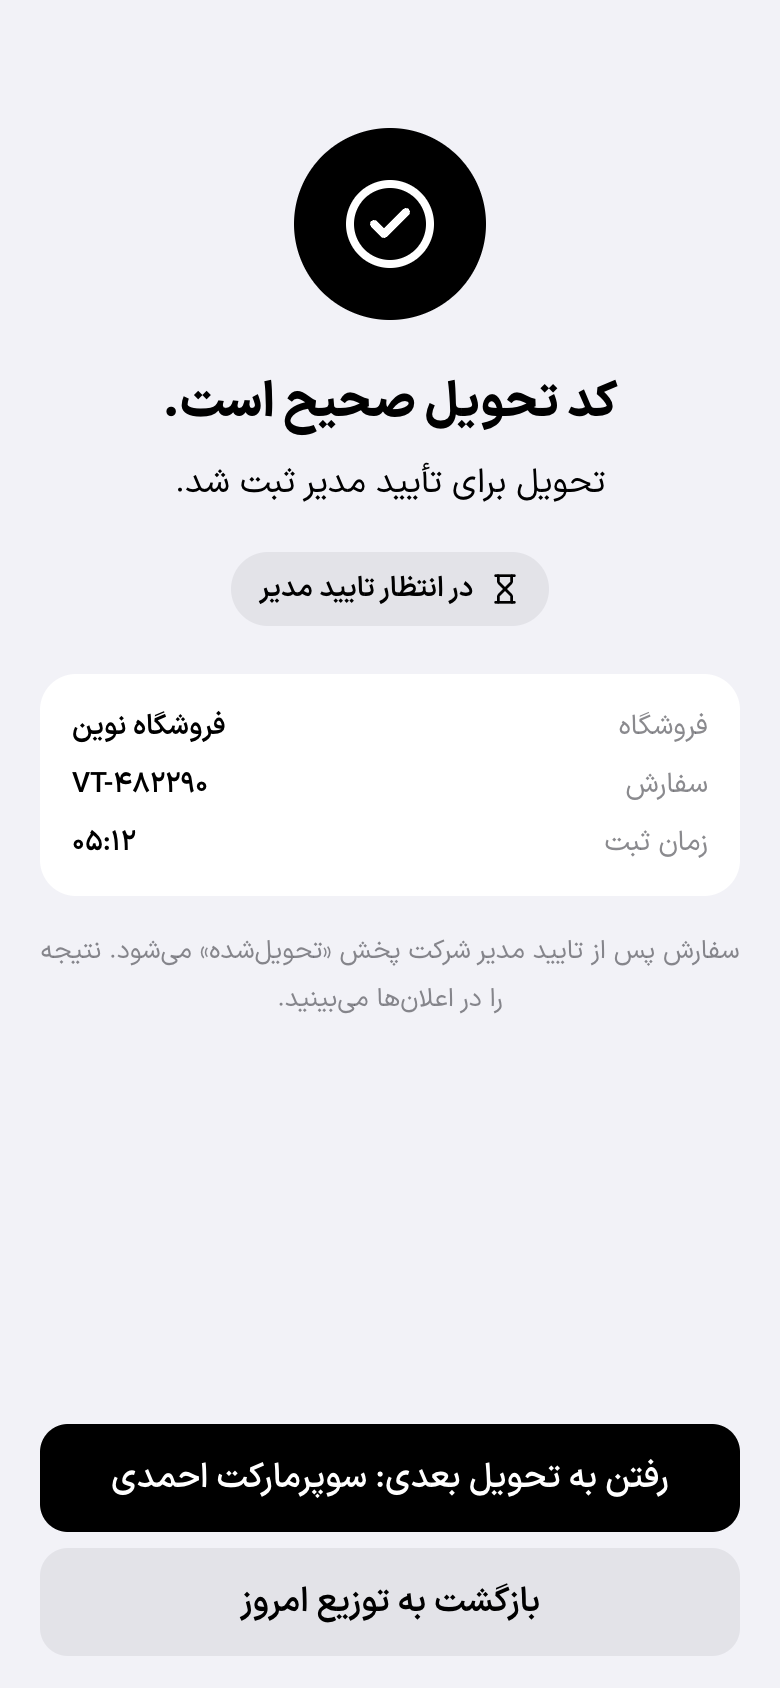 کد تحویل صحیح است.
تحویل برای تأیید مدیر ثبت شد.
در انتظار تایید مدیر
فروشگاه فروشگاه نوین
سفارش VT-۴۸۲۲۹۰
زمان ثبت ۰۵:۱۲
سفارش پس از تایید مدیر شرکت پخش «تحویل‌شده» می‌شود. نتیجه
را در اعلان‌ها می‌بینید.
رفتن به تحویل بعدی: سوپرمارکت احمدی
بازگشت به توزیع امروز